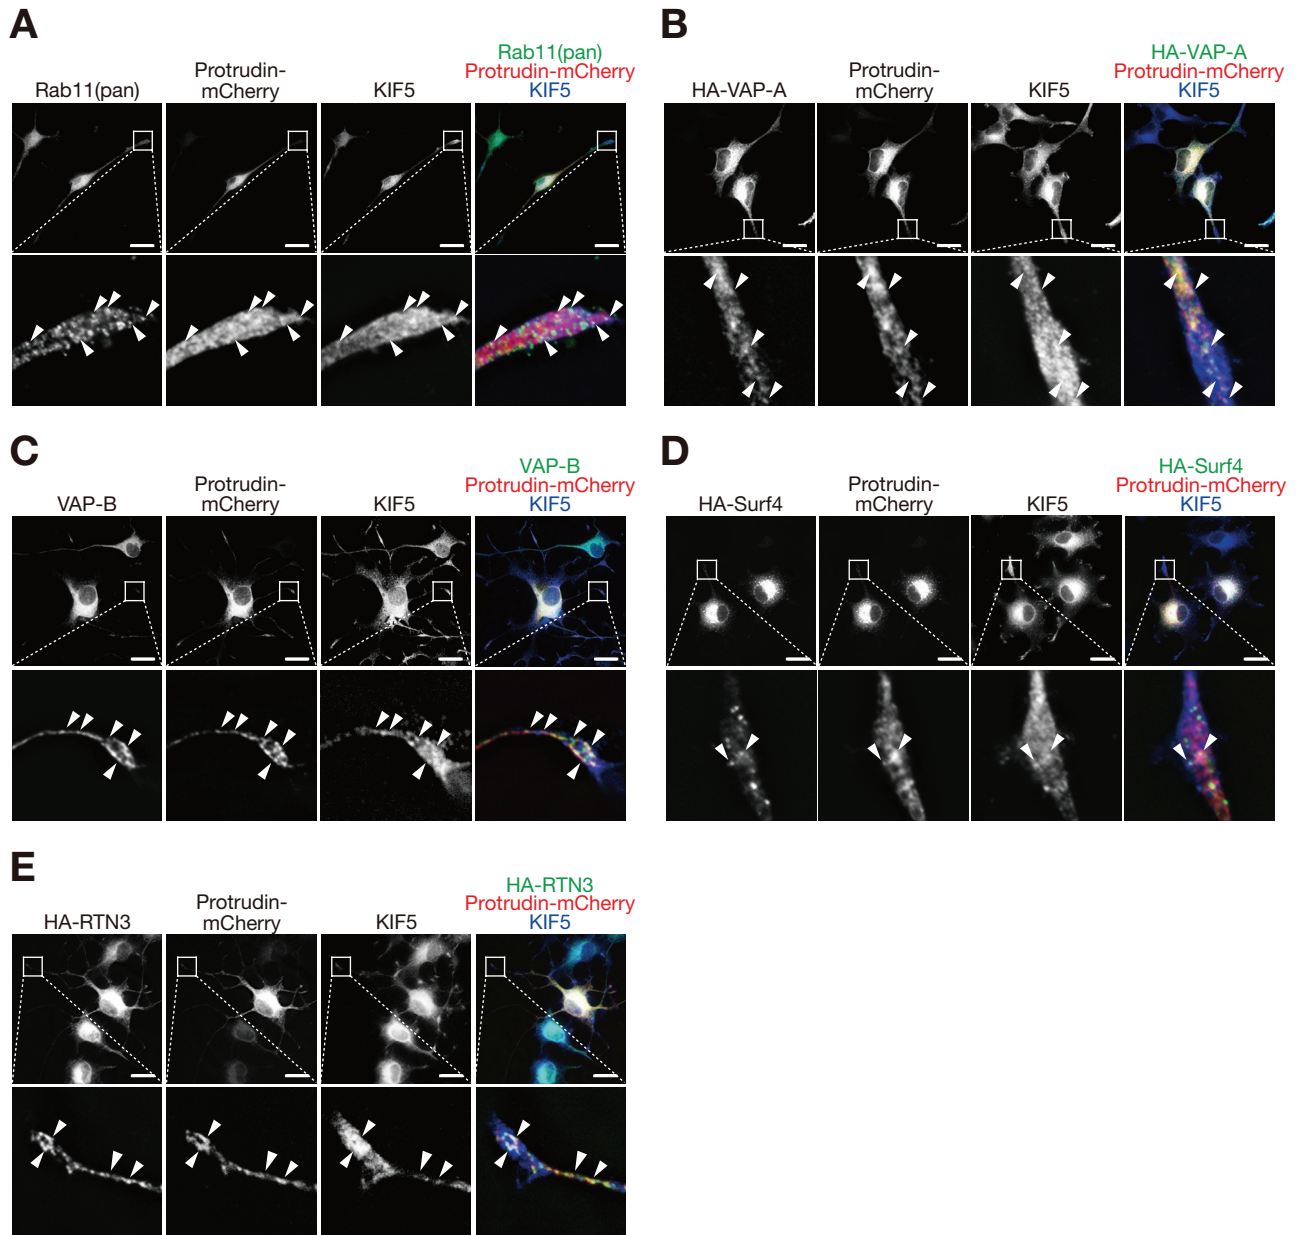 A
Rab11(pan)
Protrudin-
mCherry
KIF5
Rab11(pan)
Protrudin-mCherry
KIF5
B
HA-VAP-A
Protrudin-
mCherry
KIF5
HA-VAP-A
Protrudin-mCherry
KIF5
C
VAP-B
Protrudin-
mCherry
KIF5
VAP-B
Protrudin-mCherry
KIF5
D
HA-Surf4
Protrudin-
mCherry
KIF5
HA-Surf4
Protrudin-mCherry
KIF5
E
HA-RTN3
Protrudin-
mCherry
KIF5
HA-RTN3
Protrudin-mCherry
KIF5